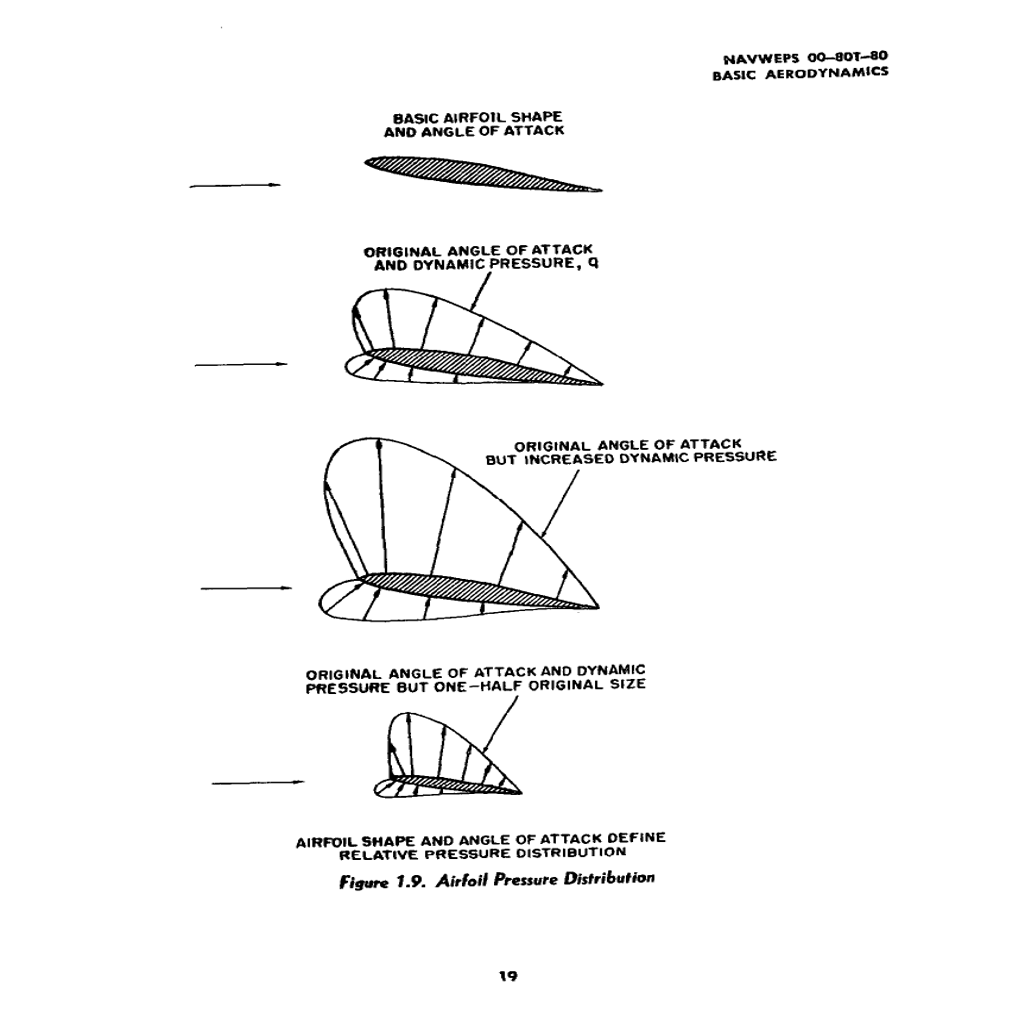 NAVWEPS 00–80T–80
BASIC AERODYNAMICS
BASIC AIRFOIL SHAPE
AND ANGLE OF ATTACK
ORIGINAL ANGLE OF ATTACK
AND DYNAMIC PRESSURE, q
ORIGINAL ANGLE OF ATTACK
BUT INCREASED DYNAMIC PRESSURE
ORIGINAL ANGLE OF ATTACK AND DYNAMIC
PRESSURE BUT ONE–HALF ORIGINAL SIZE
AIRFOIL SHAPE AND ANGLE OF ATTACK DEFINE
RELATIVE PRESSURE DISTRIBUTION
Figure 1.9. Airfoil Pressure Distribution
19